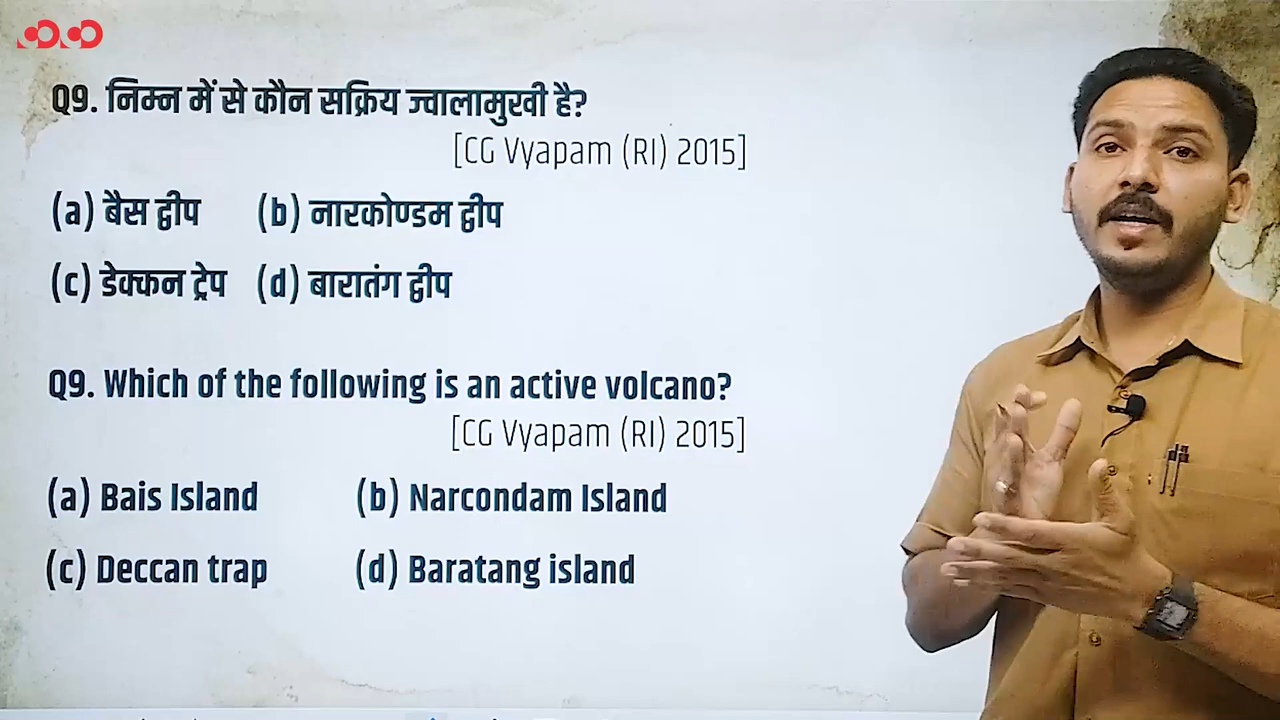 Q9. निम्न में से कौन सक्रिय ज्वालामुखी है?
[CG Vyapam (RI) 2015]
(a) बैस द्वीप (b) नारकोण्डम द्वीप
(c) डेक्कन ट्रेप (d) बारातंग द्वीप
Q9. Which of the following is an active volcano?
[CG Vyapam (RI) 2015]
(a) Bais Island (b) Narcondam Island
(c) Deccan trap (d) Baratang island